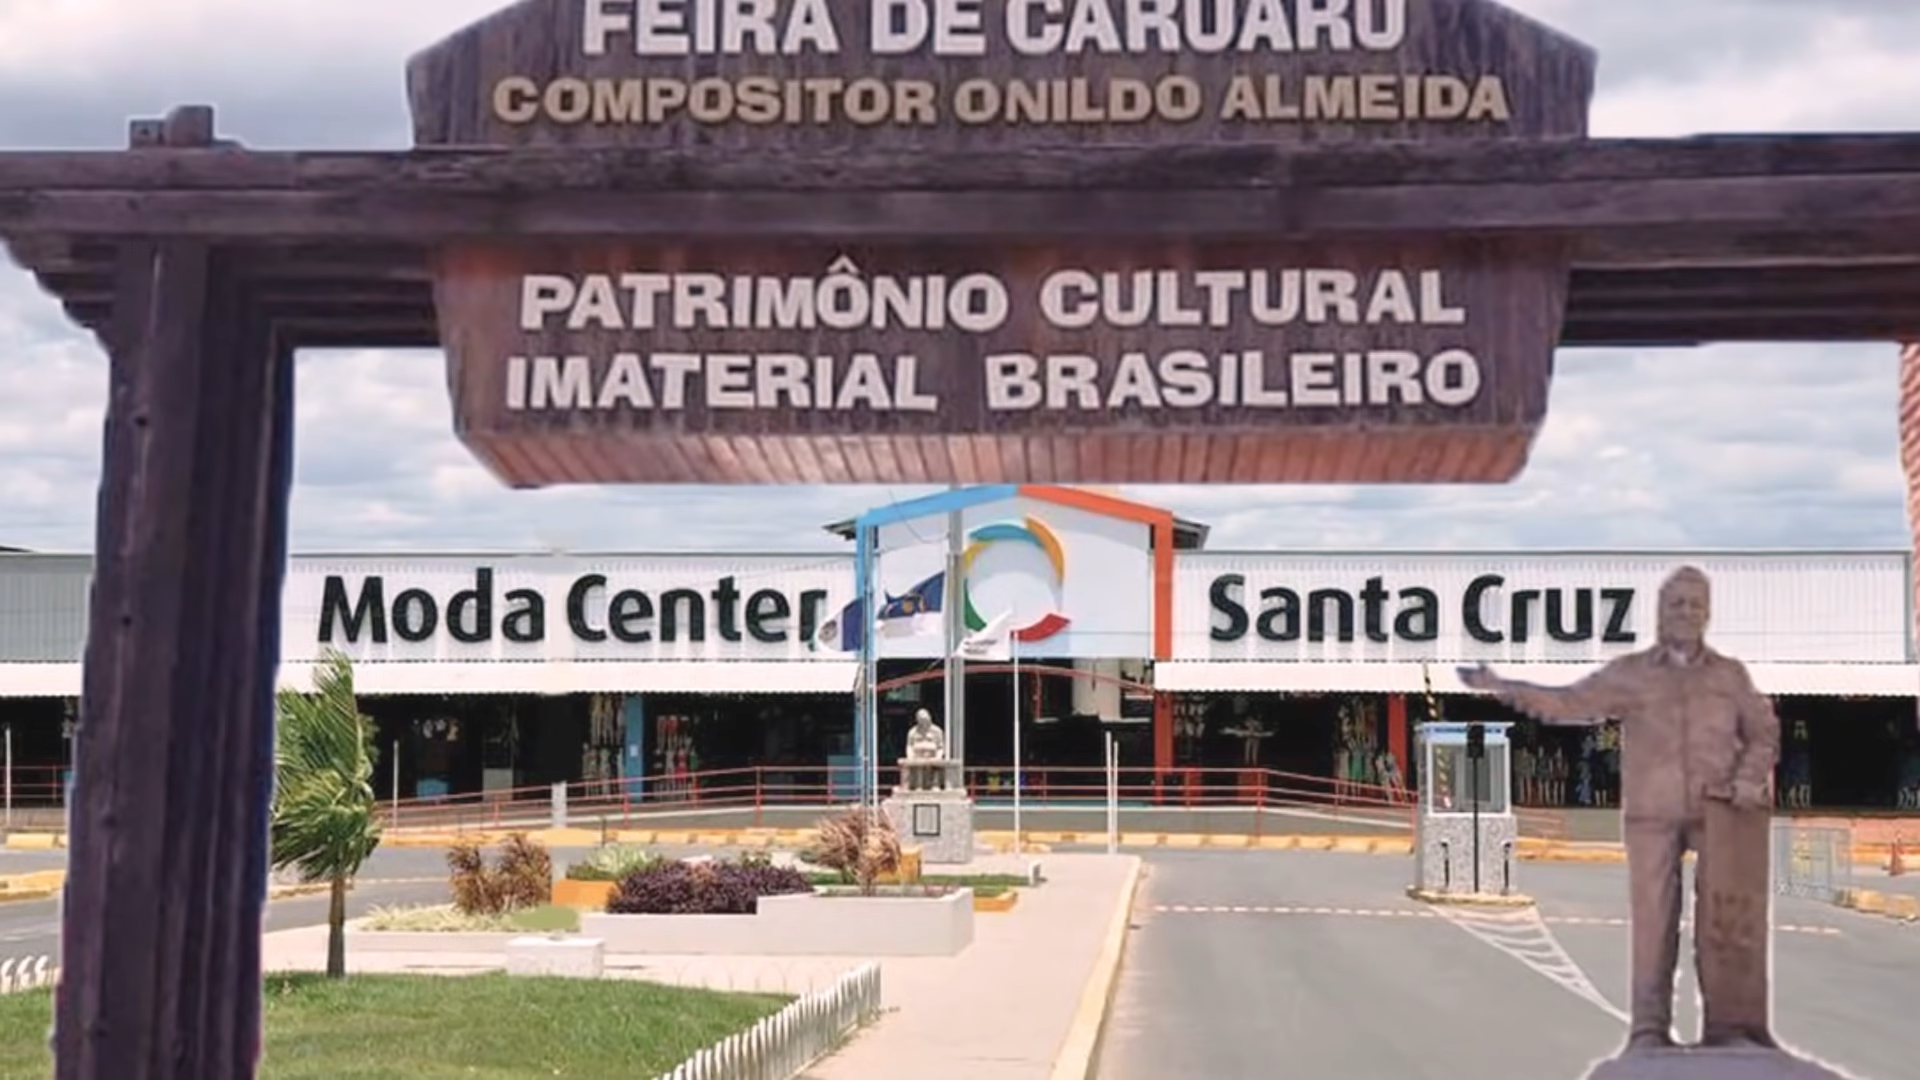 FEIRA DE CARUARU
COMPOSITOR ONILDO ALMEIDA
PATRIMÔNIO CULTURAL
IMATERIAL BRASILEIRO
Moda Center Santa Cruz